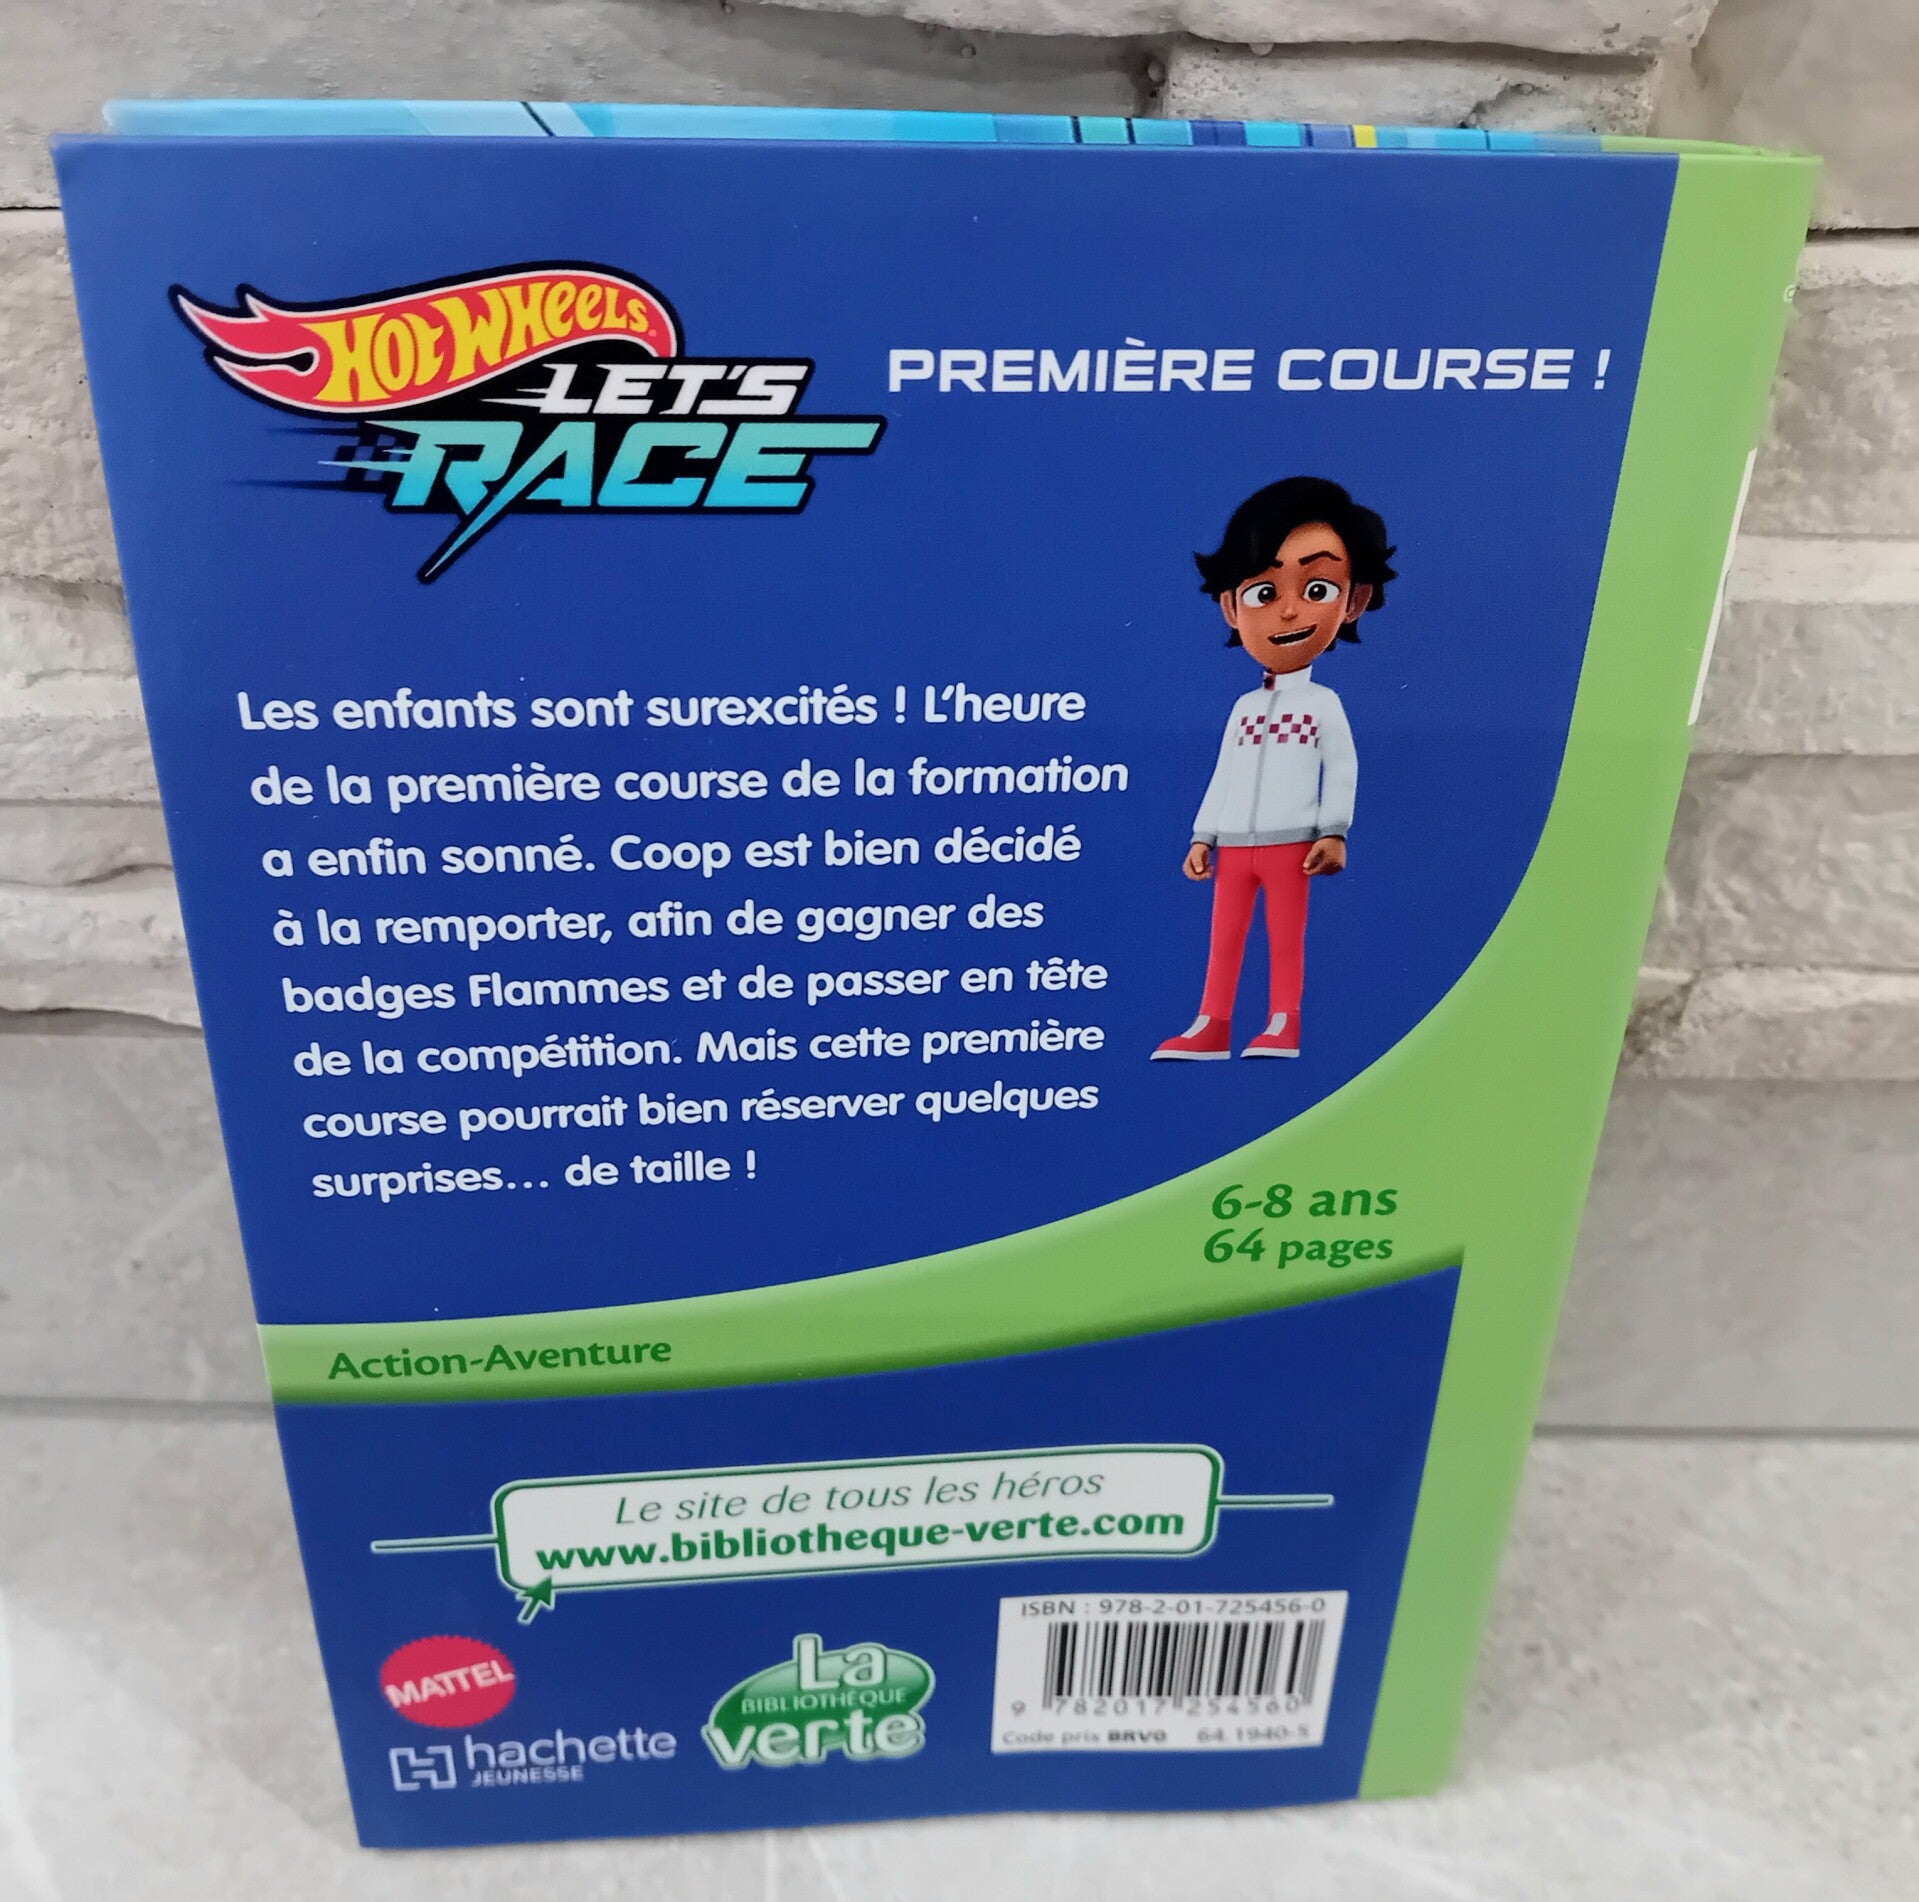 HOT WHEELS
LET'S
RACE
PREMIÈRE COURSE !
Les enfants sont surexcités ! L'heure
de la première course de la formation
a enfin sonné. Coop est bien décidé
à la remporter, afin de gagner des
badges Flammes et de passer en tête
de la compétition. Mais cette première
course pourrait bien réserver quelques
surprises... de taille !
6-8 ans
64 pages
Action-Aventure
Le site de tous les héros
www.bibliotheque-verte.com
MATTEL
hachette
JEUNESSE
La
BIBLIOTHÈQUE
verte
ISBN : 978-2-01-725456-0
9 782017 254560
Code prix BRV0 64.1940-5